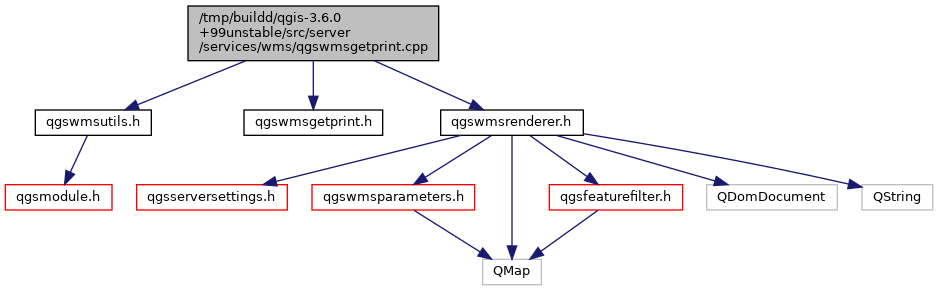 /tmp/buildd/qgis-3.6.0
+99unstable/src/server
/services/wms/qgswmsgetprint.cpp
qgswmsutils.h
qgswmsgetprint.h
qgswmsrenderer.h
qgsmodule.h
qgsserversettings.h
qgswmsparameters.h
qgsfeaturefilter.h
QDomDocument
QString
QMap